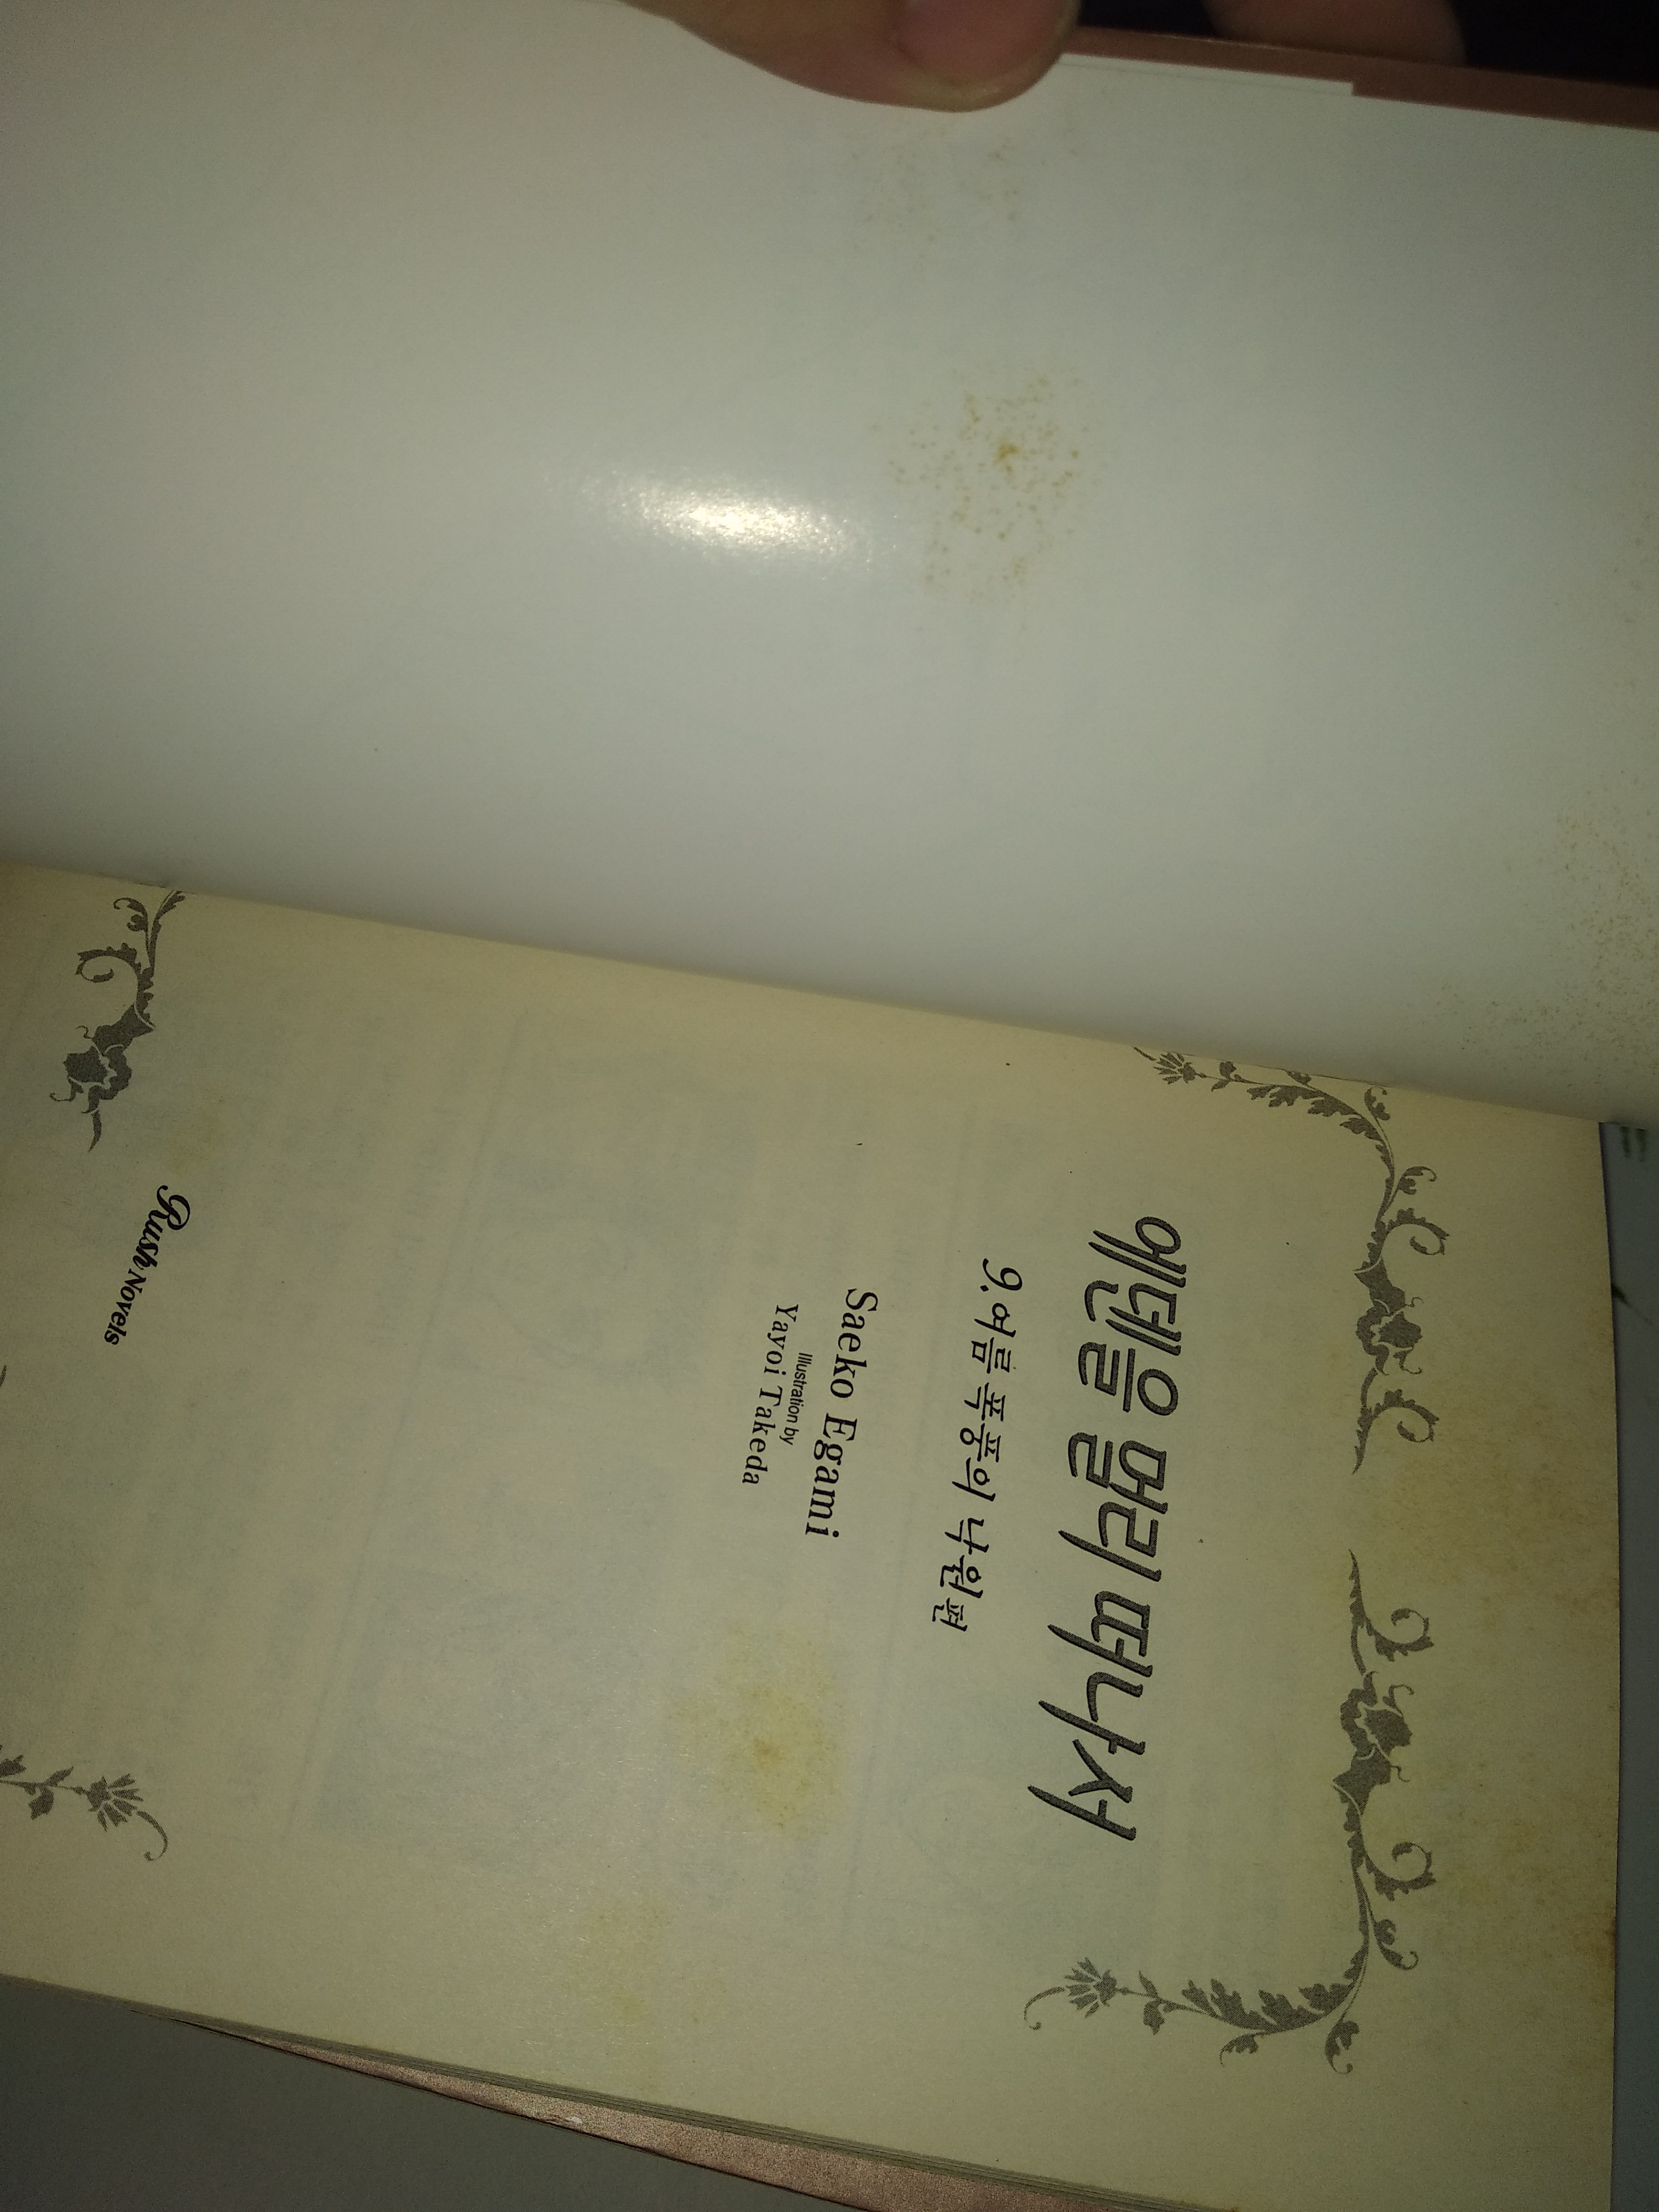 에덴을 멀리 떠나서
9. 여름 폭풍의 낙원 편
Saeko Egami
Illustration by
Yayoi Takeda
Rush Novels